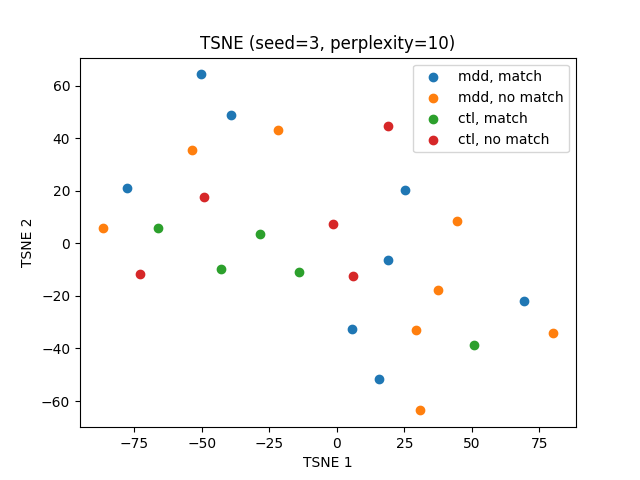 TSNE (seed=3, perplexity=10)
mdd, match
mdd, no match
ctl, match
ctl, no match
60
40
20
0
−20
−40
−60
TSNE 2
−75
−50
−25
0
25
50
75
TSNE 1